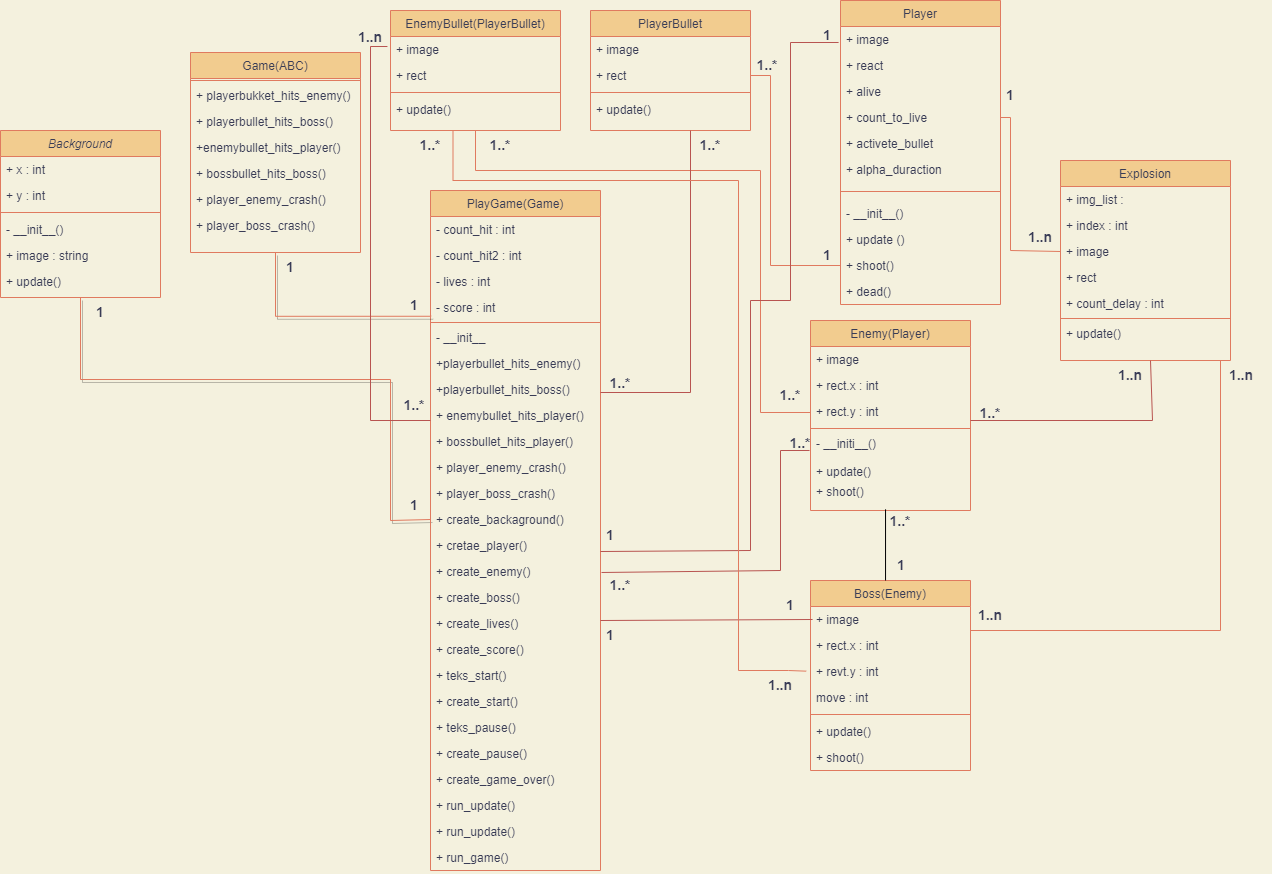 Background
+ x : int
+ y : int
- __init__()
+ image : string
+ update()
1
Game(ABC)
+ playerbukket_hits_enemy()
+ playerbullet_hits_boss()
+enemybullet_hits_player()
+ bossbullet_hits_boss()
+ player_enemy_crash()
+ player_boss_crash()
1
1..n
EnemyBullet(PlayerBullet)
+ image
+ rect
+ update()
1..*
1..*
PlayerBullet
+ image
+ rect
+ update()
1..*
1..*
PlayGame(Game)
- count_hit : int
- count_hit2 : int
- lives : int
- score : int
- __init__
+playerbullet_hits_enemy()
+playerbullet_hits_boss()
+ enemybullet_hits_player()
+ bossbullet_hits_player()
+ player_enemy_crash()
+ player_boss_crash()
+ create_backaground()
+ cretae_player()
+ create_enemy()
+ create_boss()
+ create_lives()
+ create_score()
+ teks_start()
+ create_start()
+ teks_pause()
+ create_pause()
+ create_game_over()
+ run_update()
+ run_update()
+ run_game()
1
1..*
1
1..*
1
1..*
1
1
Player
+ image
+ react
+ alive
+ count_to_live
+ activete_bullet
+ alpha_duraction
- __init__()
+ update ()
+ shoot()
+ dead()
1
1
1
Explosion
+ img_list :
+ index : int
+ image
+ rect
+ count_delay : int
+ update()
1..n
1..n
1..n
Enemy(Player)
+ image
+ rect.x : int
+ rect.y : int
- __initi__()
+ update()
+ shoot()
1..*
1..*
1..*
1..*
1
Boss(Enemy)
+ image
+ rect.x : int
+ revt.y : int
move : int
+ update()
+ shoot()
1..n
1..n